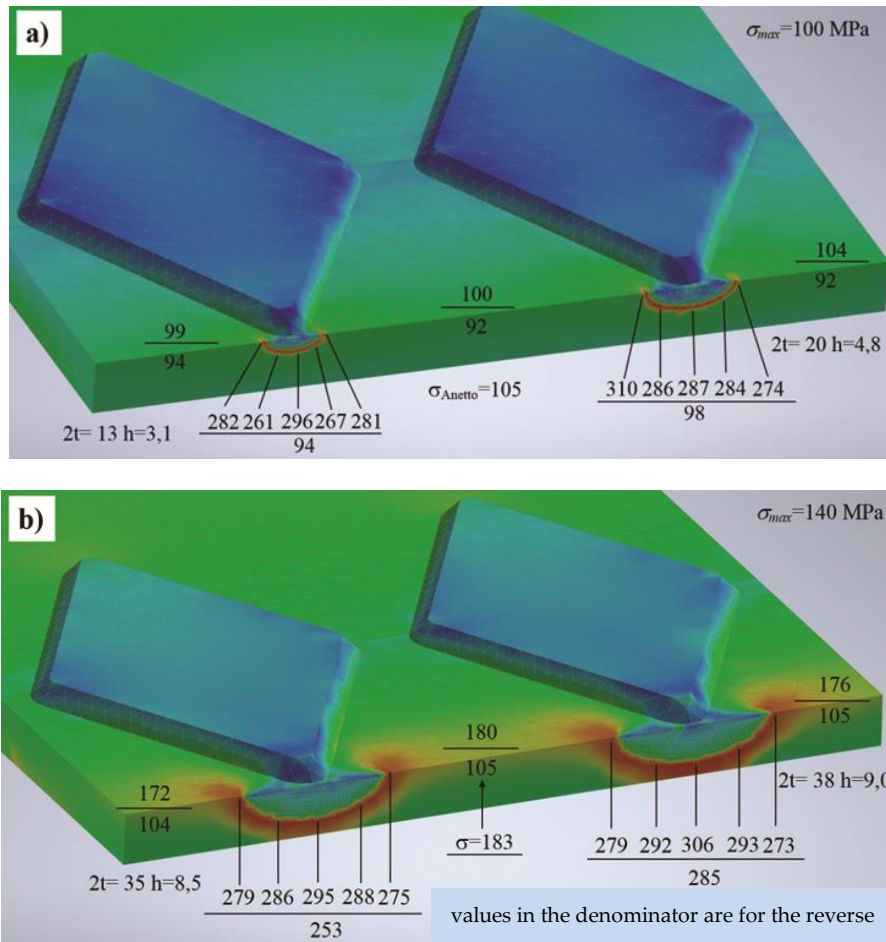 a)
σmax=100 MPa
104
92
100
92
99
94
2t= 20 h=4,8
310 286 287 284 274
98
σAnetto=105
282 261 296 267 281
94
2t= 13 h=3,1
b)
σmax=140 MPa
176
105
180
105
172
104
2t= 38 h=9,0
σ=183
279 292 306 293 273
285
2t= 35 h=8,5
279 286 295 288 275
253
values in the denominator are for the reverse